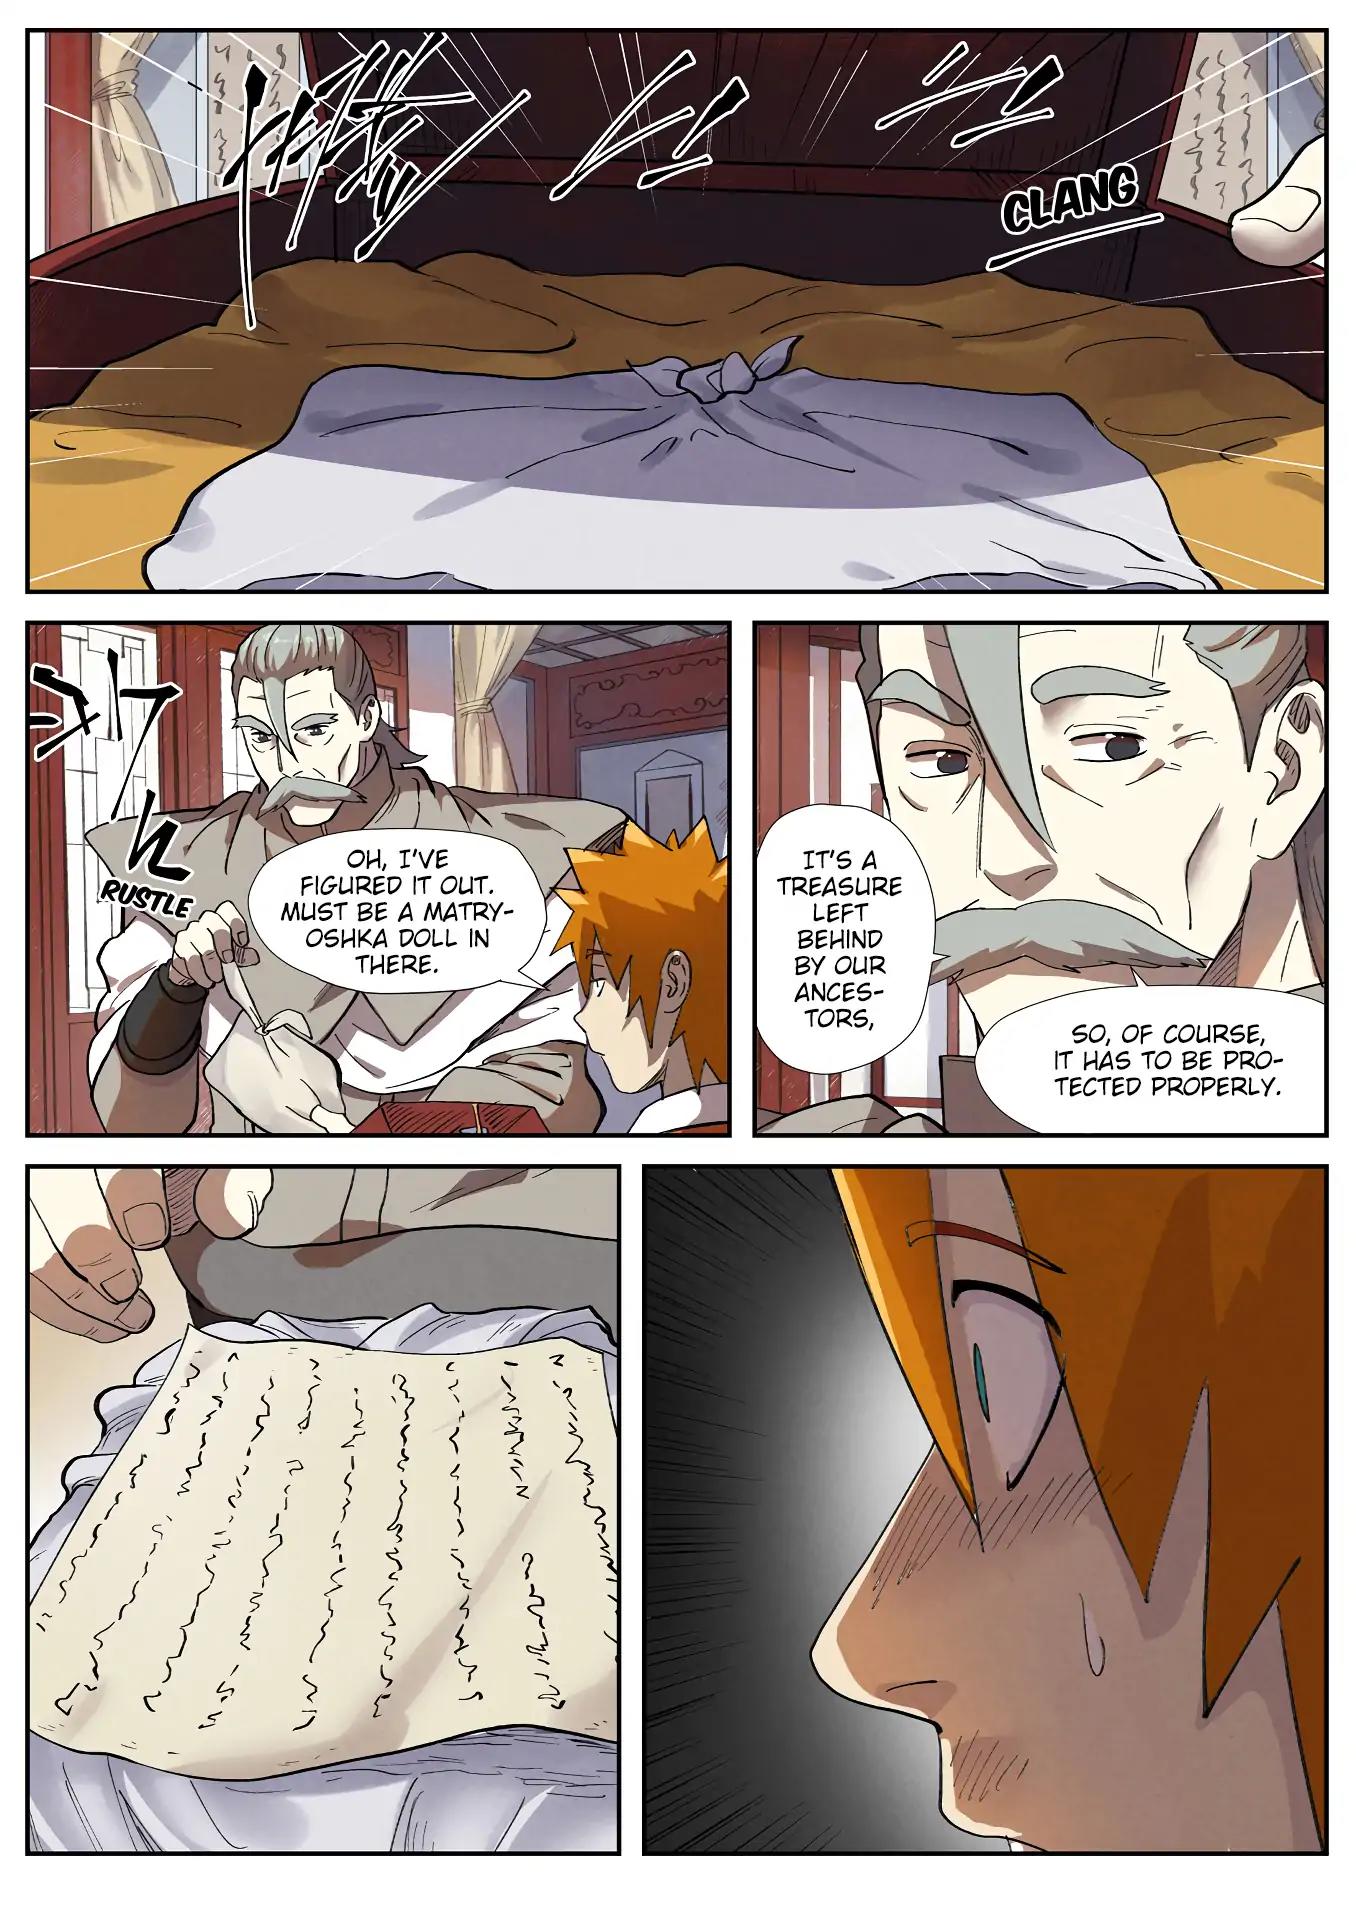 CLANG
RUSTLE
OH, I'VE
FIGURED IT OUT.
MUST BE A MATRY-
OSHKA DOLL IN
THERE.
IT'S A
TREASURE
LEFT
BEHIND
BY OUR
ANCES-
TORS,
SO, OF COURSE,
IT HAS TO BE PRO-
TECTED PROPERLY.